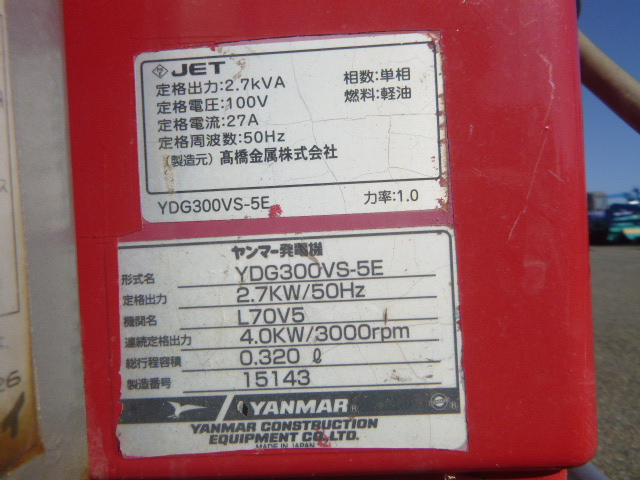 JET
定格出力:2.7kVA 相数:単相
定格電圧:100V 燃料:軽油
定格電流:27A
定格周波数:50Hz
(製造元) 髙橋金属株式会社
YDG300VS-5E 力率:1.0
ヤンマー発電機
形式名 YDG300VS-5E
定格出力 2.7KW/50Hz
機関名 L70V5
連続定格出力 4.0KW/3000rpm
総行程容積 0.320 ℓ
製造番号 15143
YANMAR®
YANMAR CONSTRUCTION
EQUIPMENT CO.,LTD.
MADE IN JAPAN